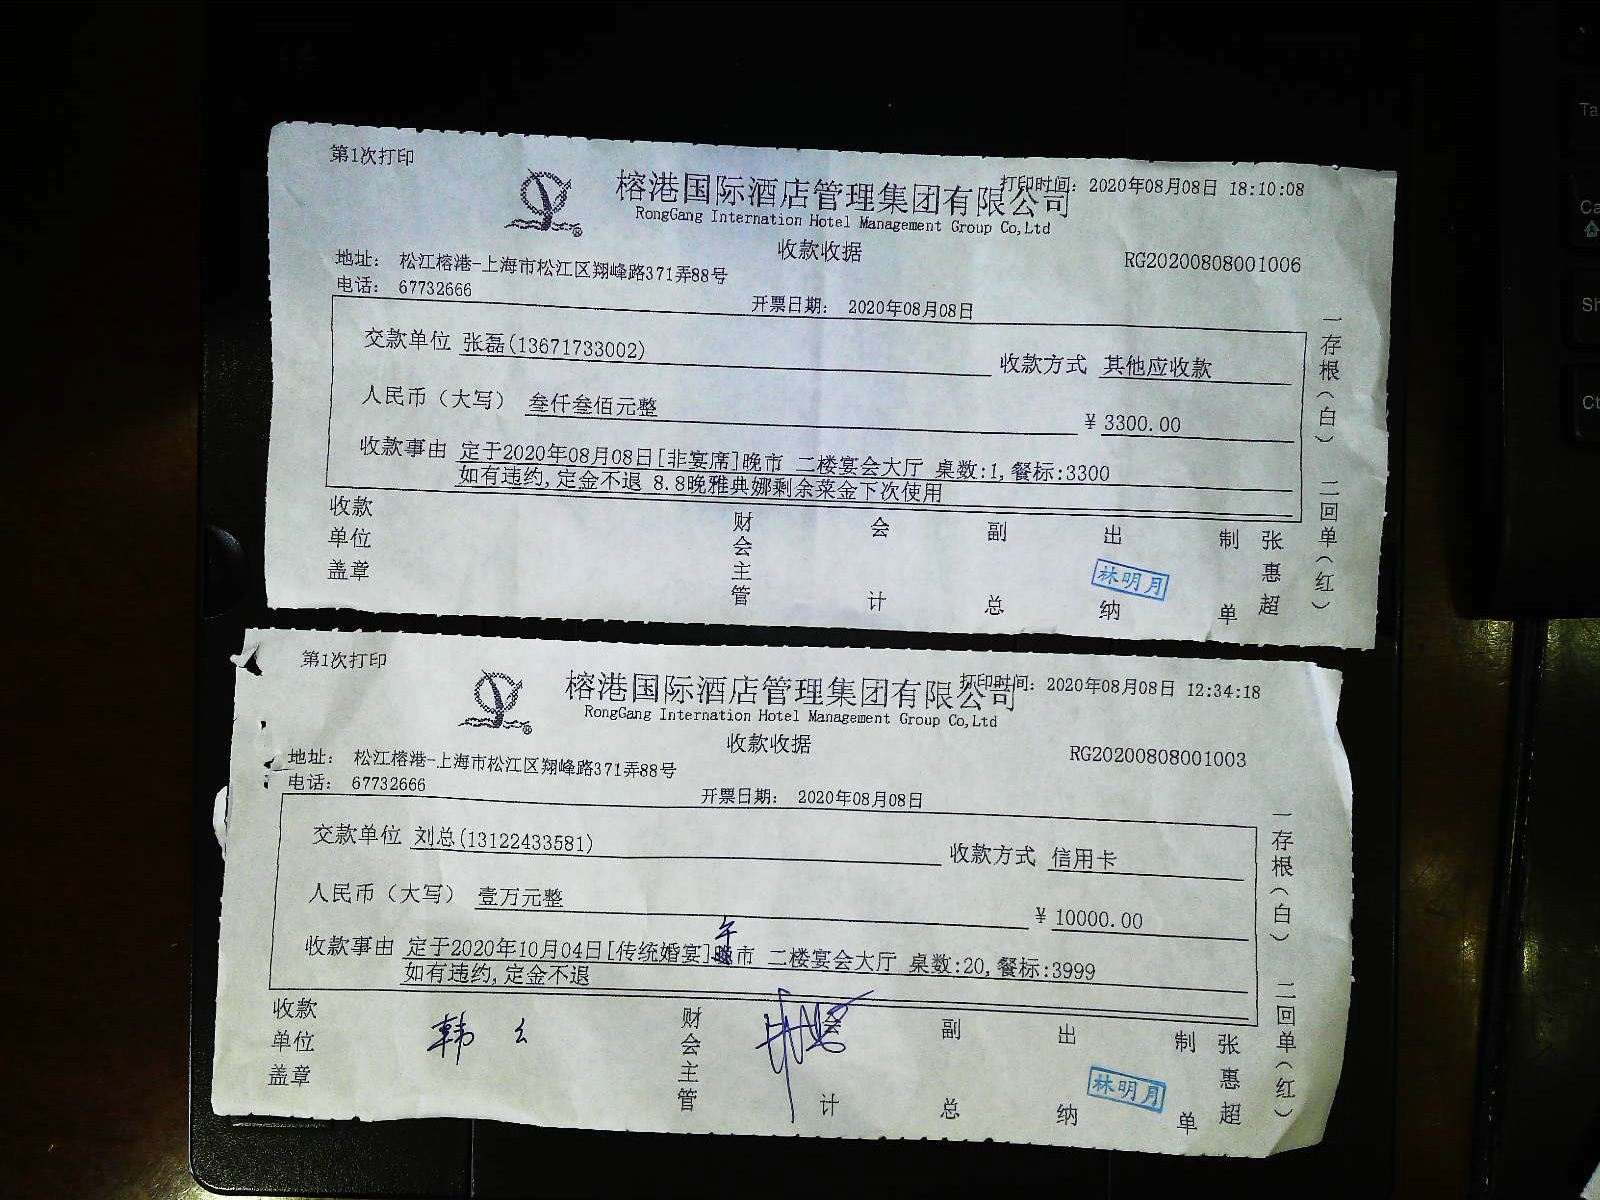 第1次打印
打印时间: 2020年08月08日 18:10:08
榕港国际酒店管理集团有限公司
RongGang Internation Hotel Management Group Co,Ltd
收款收据
RG20200808001006
地址: 松江榕港-上海市松江区翔峰路371弄88号
电话: 67732666
开票日期: 2020年08月08日
交款单位 张磊(13671733002) 收款方式 其他应收款
人民币(大写) 叁仟叁佰元整 ¥ 3300.00
收款事由 定于2020年08月08日[非宴席]晚市 二楼宴会大厅 桌数:1,餐标:3300
如有违约,定金不退 8.8晚雅典娜剩余菜金下次使用
收款单位盖章 财会主管 会计 副总 出纳 林明月 制单 张惠超
一存根(白) 二回单(红)
第1次打印
打印时间: 2020年08月08日 12:34:18
榕港国际酒店管理集团有限公司
RongGang Internation Hotel Management Group Co,Ltd
收款收据
RG20200808001003
地址: 松江榕港-上海市松江区翔峰路371弄88号
电话: 67732666
开票日期: 2020年08月08日
交款单位 刘总(13122433581) 收款方式 信用卡
人民币(大写) 壹万元整 ¥ 10000.00
午
收款事由 定于2020年10月04日[传统婚宴]晚市 二楼宴会大厅 桌数:20,餐标:3999
如有违约,定金不退
收款单位盖章 韩 财会主管 会计 副总 出纳 林明月 制单 张惠超
一存根(白) 二回单(红)